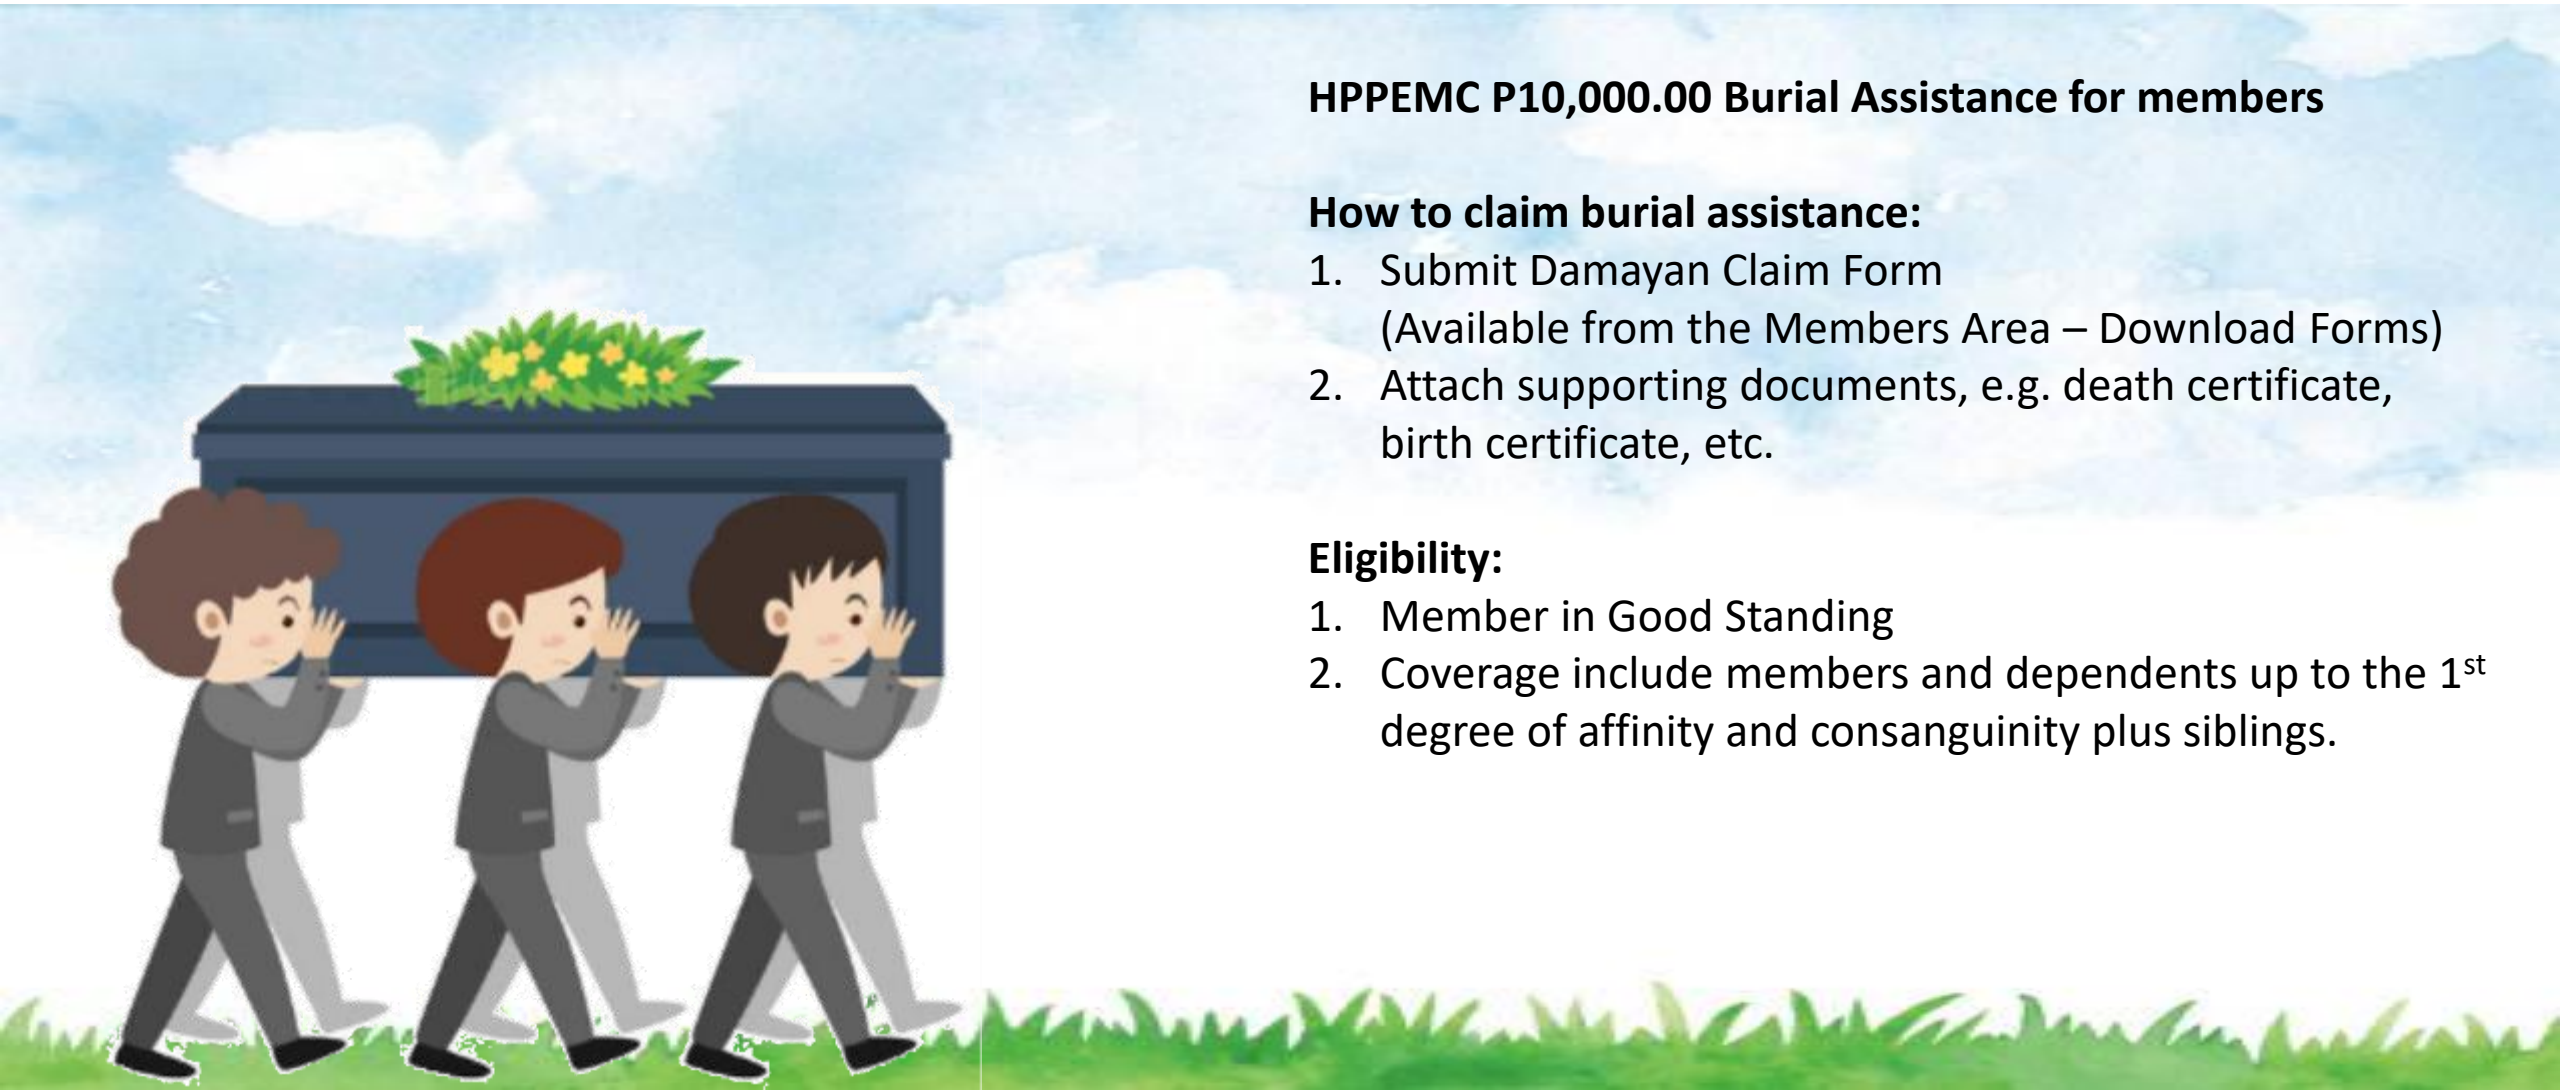 HPPEMC P10,000.00 Burial Assistance for members
How to claim burial assistance:
1. Submit Damayan Claim Form
(Available from the Members Area – Download Forms)
2. Attach supporting documents, e.g. death certificate,
birth certificate, etc.
Eligibility:
1. Member in Good Standing
2. Coverage include members and dependents up to the 1st
degree of affinity and consanguinity plus siblings.